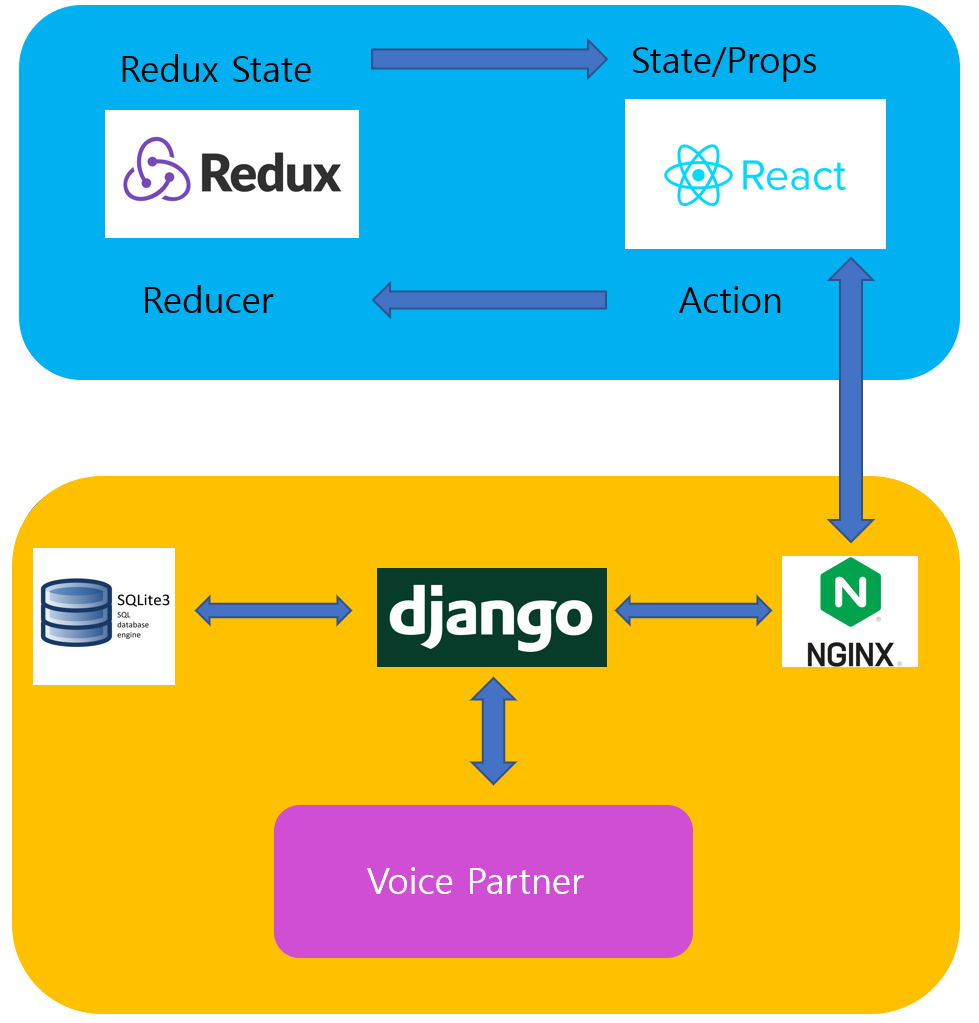 Redux State
State/Props
Redux
React
Reducer
Action
SQLite3
SQL
database
engine
django
N
NGINX
Voice Partner